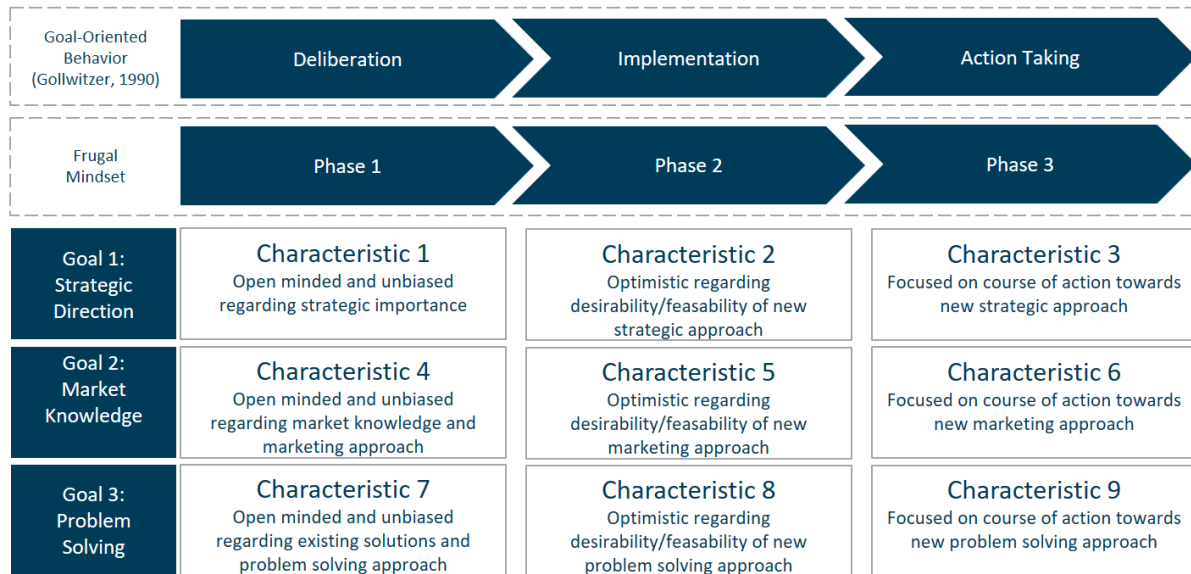 Goal-Oriented
Behavior
(Gollwitzer, 1990)
Deliberation
Implementation
Action Taking
Frugal
Mindset
Phase 1
Phase 2
Phase 3
Goal 1:
Strategic
Direction
Characteristic 1
Open minded and unbiased
regarding strategic importance
Characteristic 2
Optimistic regarding
desirability/feasability of new
strategic approach
Characteristic 3
Focused on course of action towards
new strategic approach
Goal 2:
Market
Knowledge
Characteristic 4
Open minded and unbiased
regarding market knowledge and
marketing approach
Characteristic 5
Optimistic regarding
desirability/feasability of new
marketing approach
Characteristic 6
Focused on course of action towards
new marketing approach
Goal 3:
Problem
Solving
Characteristic 7
Open minded and unbiased
regarding existing solutions and
problem solving approach
Characteristic 8
Optimistic regarding
desirability/feasability of new
problem solving approach
Characteristic 9
Focused on course of action towards
new problem solving approach